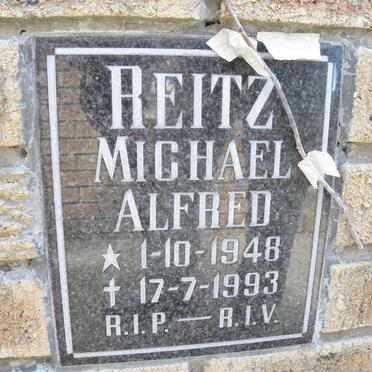 REITZ
MICHAEL
ALFRED
★ 1-10-1948
✝ 17-7-1993
R.I.P. — R.I.V.